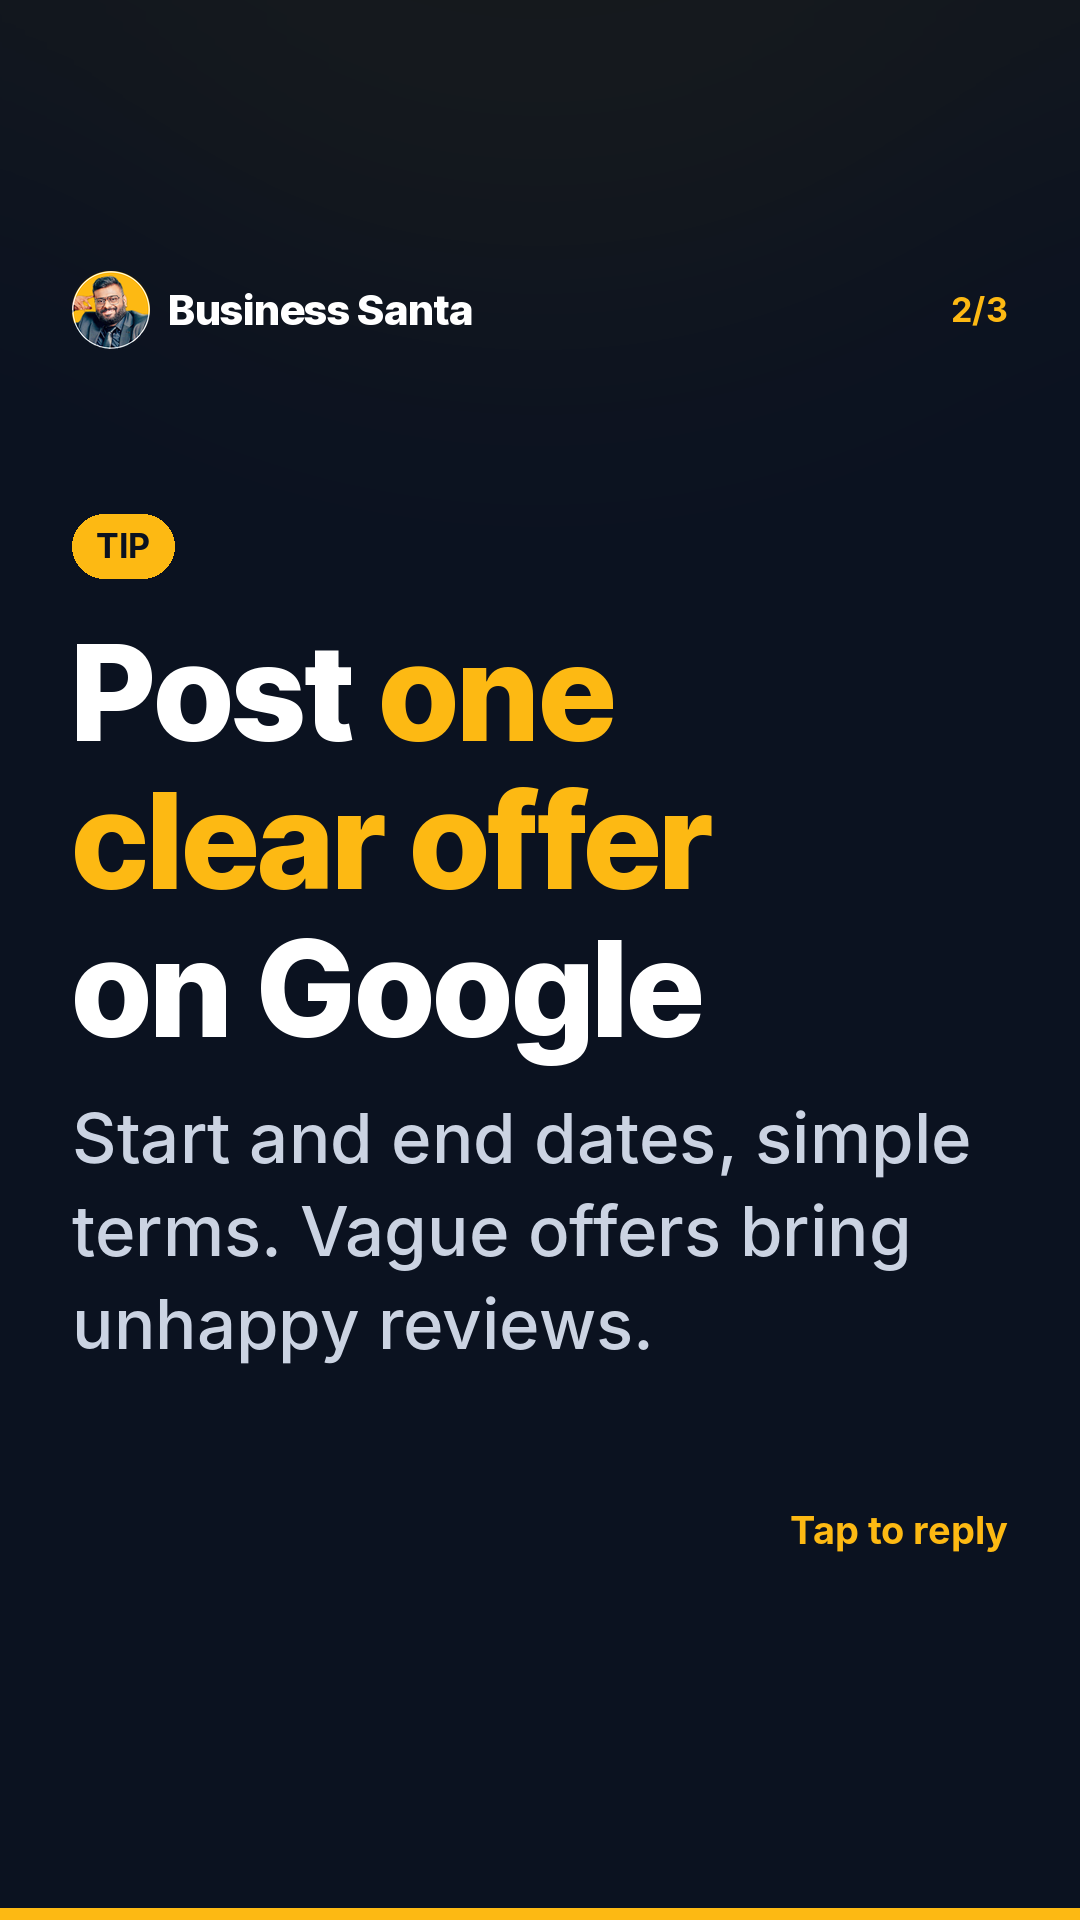 Business Santa
2/3
TIP
Post one
clear offer
on Google
Start and end dates, simple
terms. Vague offers bring
unhappy reviews.
Tap to reply